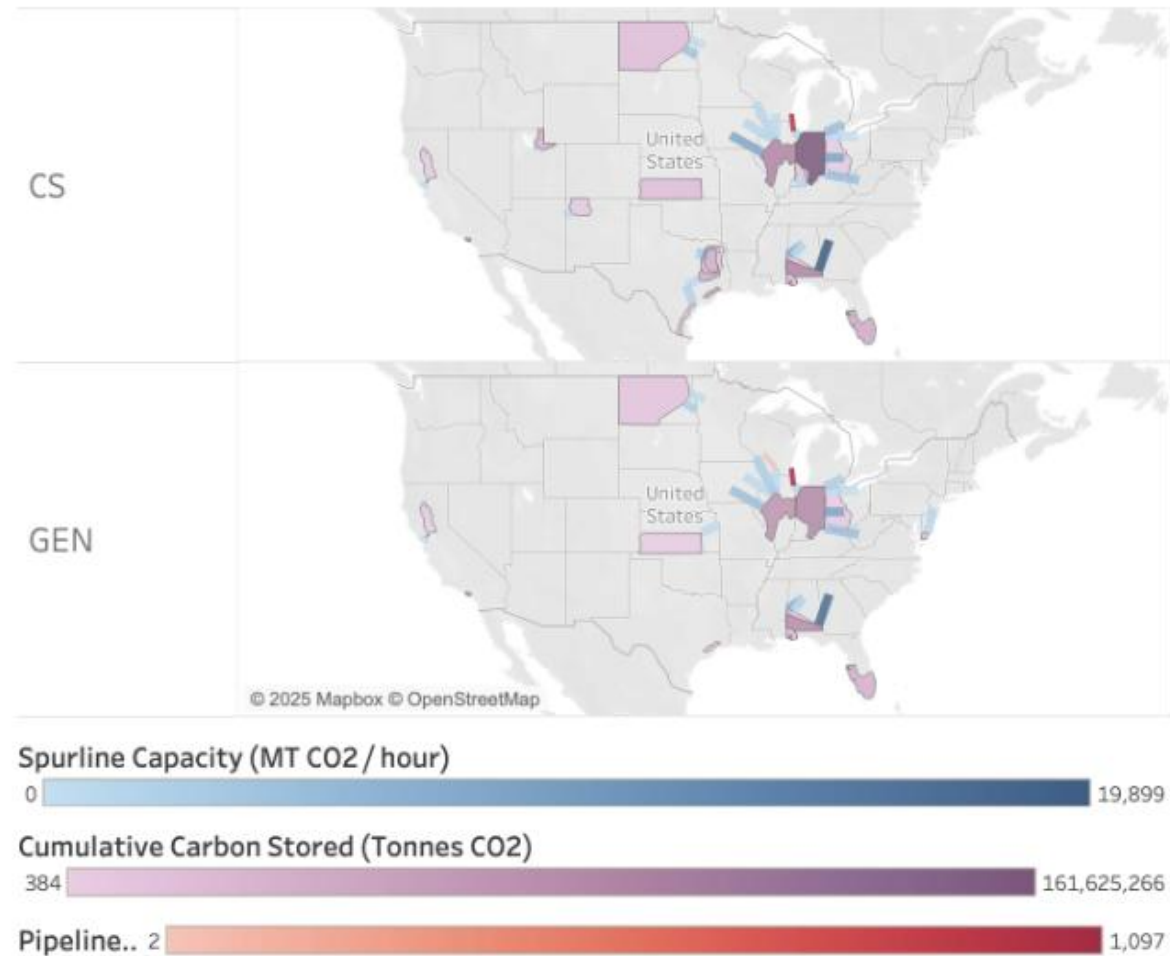 CS
United
States
GEN
United
States
© 2025 Mapbox © OpenStreetMap
Spurline Capacity (MT CO2 / hour)
0 19,899
Cumulative Carbon Stored (Tonnes CO2)
384 161,625,266
Pipeline.. 2 1,097